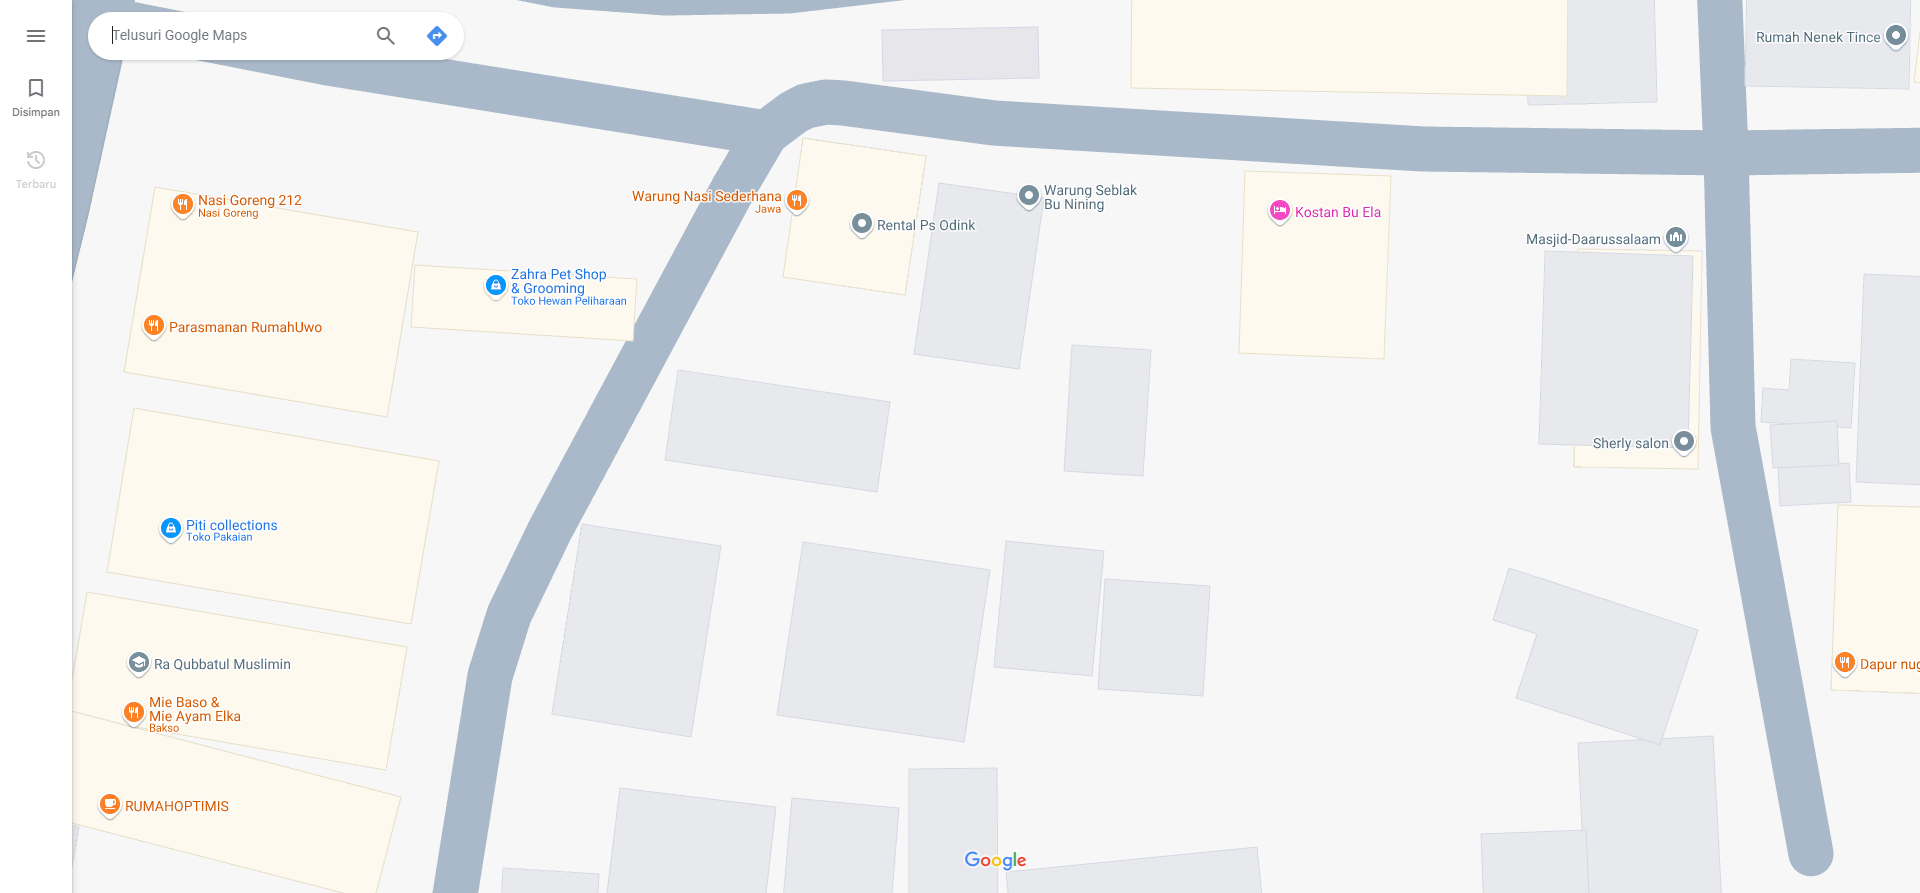 Telusuri Google Maps
Disimpan
Terbaru
Rumah Nenek Tince
Nasi Goreng 212
Nasi Goreng
Warung Nasi Sederhana
Jawa
Rental Ps Odink
Warung Seblak
Bu Nining
Kostan Bu Ela
Masjid-Daarussalaam
Zahra Pet Shop
& Grooming
Toko Hewan Peliharaan
Parasmanan RumahUwo
Sherly salon
Piti collections
Toko Pakaian
Ra Qubbatul Muslimin
Dapur nug
Mie Baso &
Mie Ayam Elka
Bakso
RUMAHOPTIMIS
Google